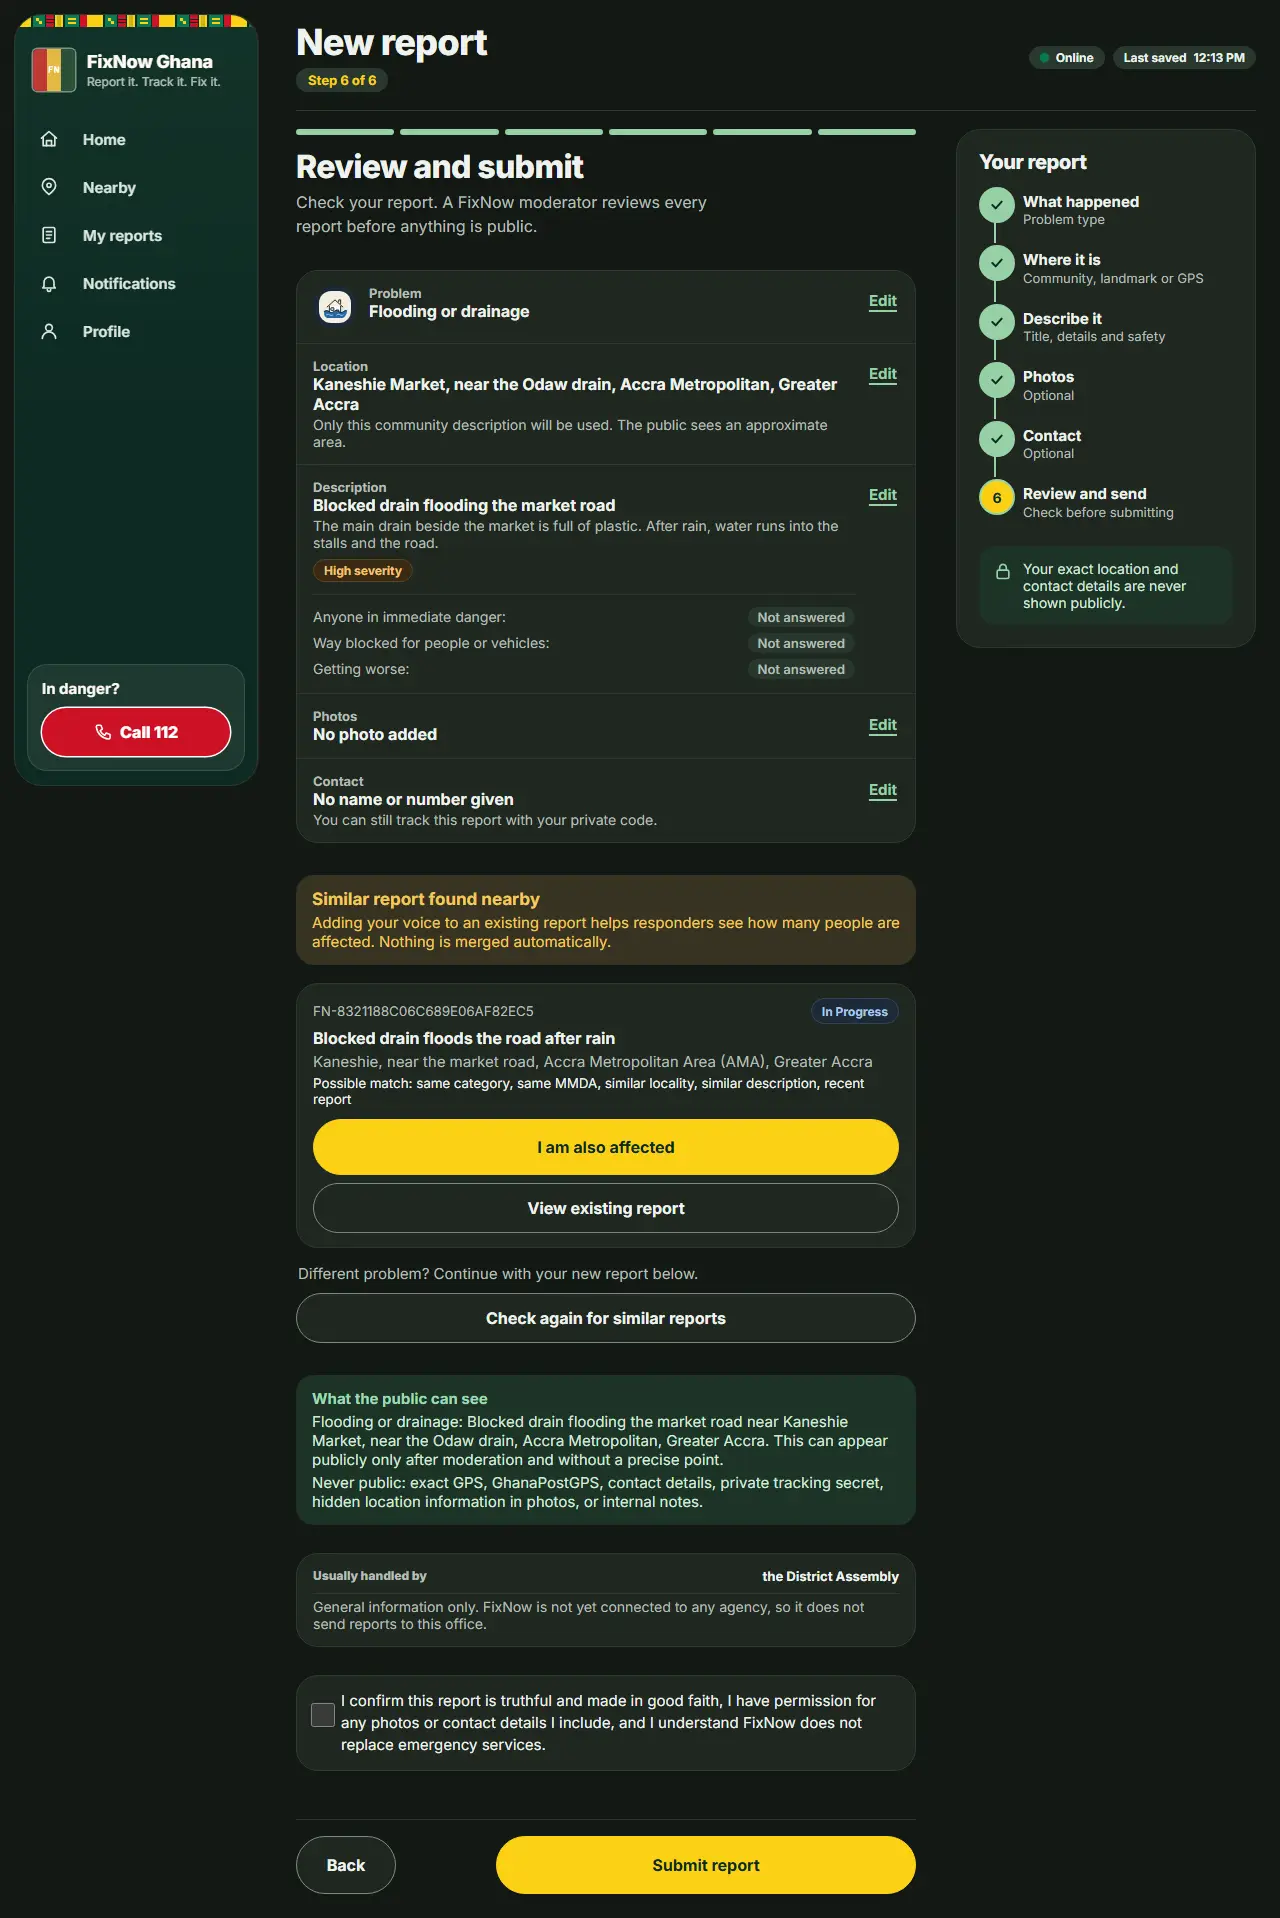 FN
FixNow Ghana
Report it. Track it. Fix it.
Home
Nearby
My reports
Notifications
Profile
In danger?
Call 112
New report
Step 6 of 6
Online
Last saved 12:13 PM
Review and submit
Check your report. A FixNow moderator reviews every
report before anything is public.
Problem
Flooding or drainage
Edit
Location
Kaneshie Market, near the Odaw drain, Accra Metropolitan, Greater
Accra
Only this community description will be used. The public sees an approximate
area.
Edit
Description
Blocked drain flooding the market road
The main drain beside the market is full of plastic. After rain, water runs into the
stalls and the road.
High severity
Edit
Anyone in immediate danger: Not answered
Way blocked for people or vehicles: Not answered
Getting worse: Not answered
Photos
No photo added
Edit
Contact
No name or number given
You can still track this report with your private code.
Edit
Similar report found nearby
Adding your voice to an existing report helps responders see how many people are
affected. Nothing is merged automatically.
FN-8321188C06C689E06AF82EC5
In Progress
Blocked drain floods the road after rain
Kaneshie, near the market road, Accra Metropolitan Area (AMA), Greater Accra
Possible match: same category, same MMDA, similar locality, similar description, recent
report
I am also affected
View existing report
Different problem? Continue with your new report below.
Check again for similar reports
What the public can see
Flooding or drainage: Blocked drain flooding the market road near Kaneshie
Market, near the Odaw drain, Accra Metropolitan, Greater Accra. This can appear
publicly only after moderation and without a precise point.
Never public: exact GPS, GhanaPostGPS, contact details, private tracking secret,
hidden location information in photos, or internal notes.
Usually handled by
the District Assembly
General information only. FixNow is not yet connected to any agency, so it does not
send reports to this office.
I confirm this report is truthful and made in good faith, I have permission for
any photos or contact details I include, and I understand FixNow does not
replace emergency services.
Back
Submit report
Your report
What happened
Problem type
Where it is
Community, landmark or GPS
Describe it
Title, details and safety
Photos
Optional
Contact
Optional
6
Review and send
Check before submitting
Your exact location and
contact details are never
shown publicly.